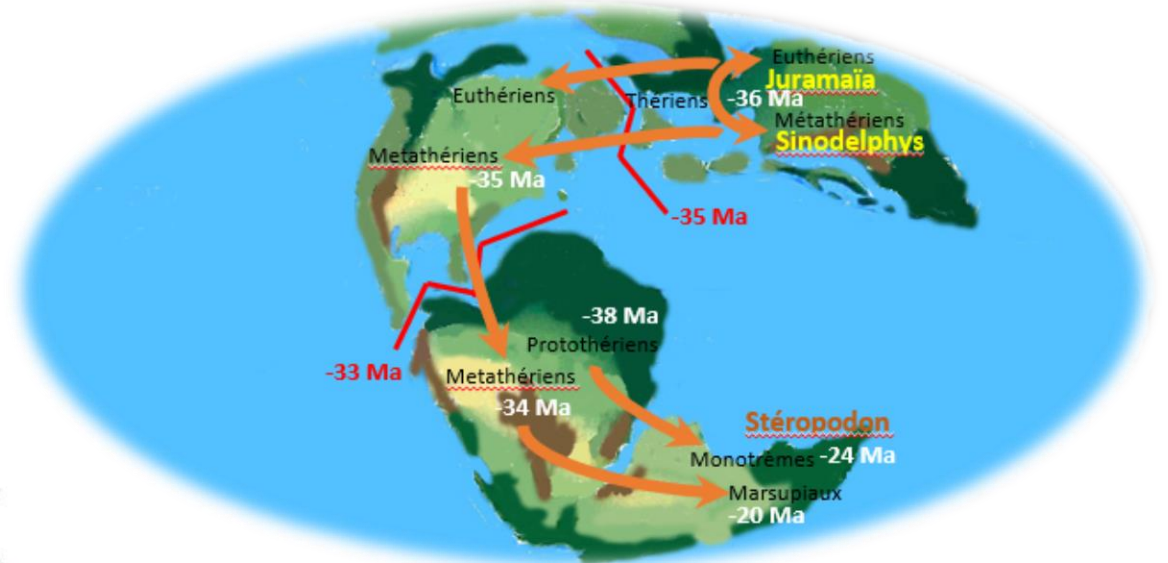 Euthériens
Juramaïa
Euthériens
Thériens
-36 Ma
Métathériens
Sinodelphys
Metathériens
-35 Ma
-35 Ma
-38 Ma
Protothériens
-33 Ma
Metathériens
-34 Ma
Stéropodon
Monotrèmes -24 Ma
Marsupiaux
-20 Ma